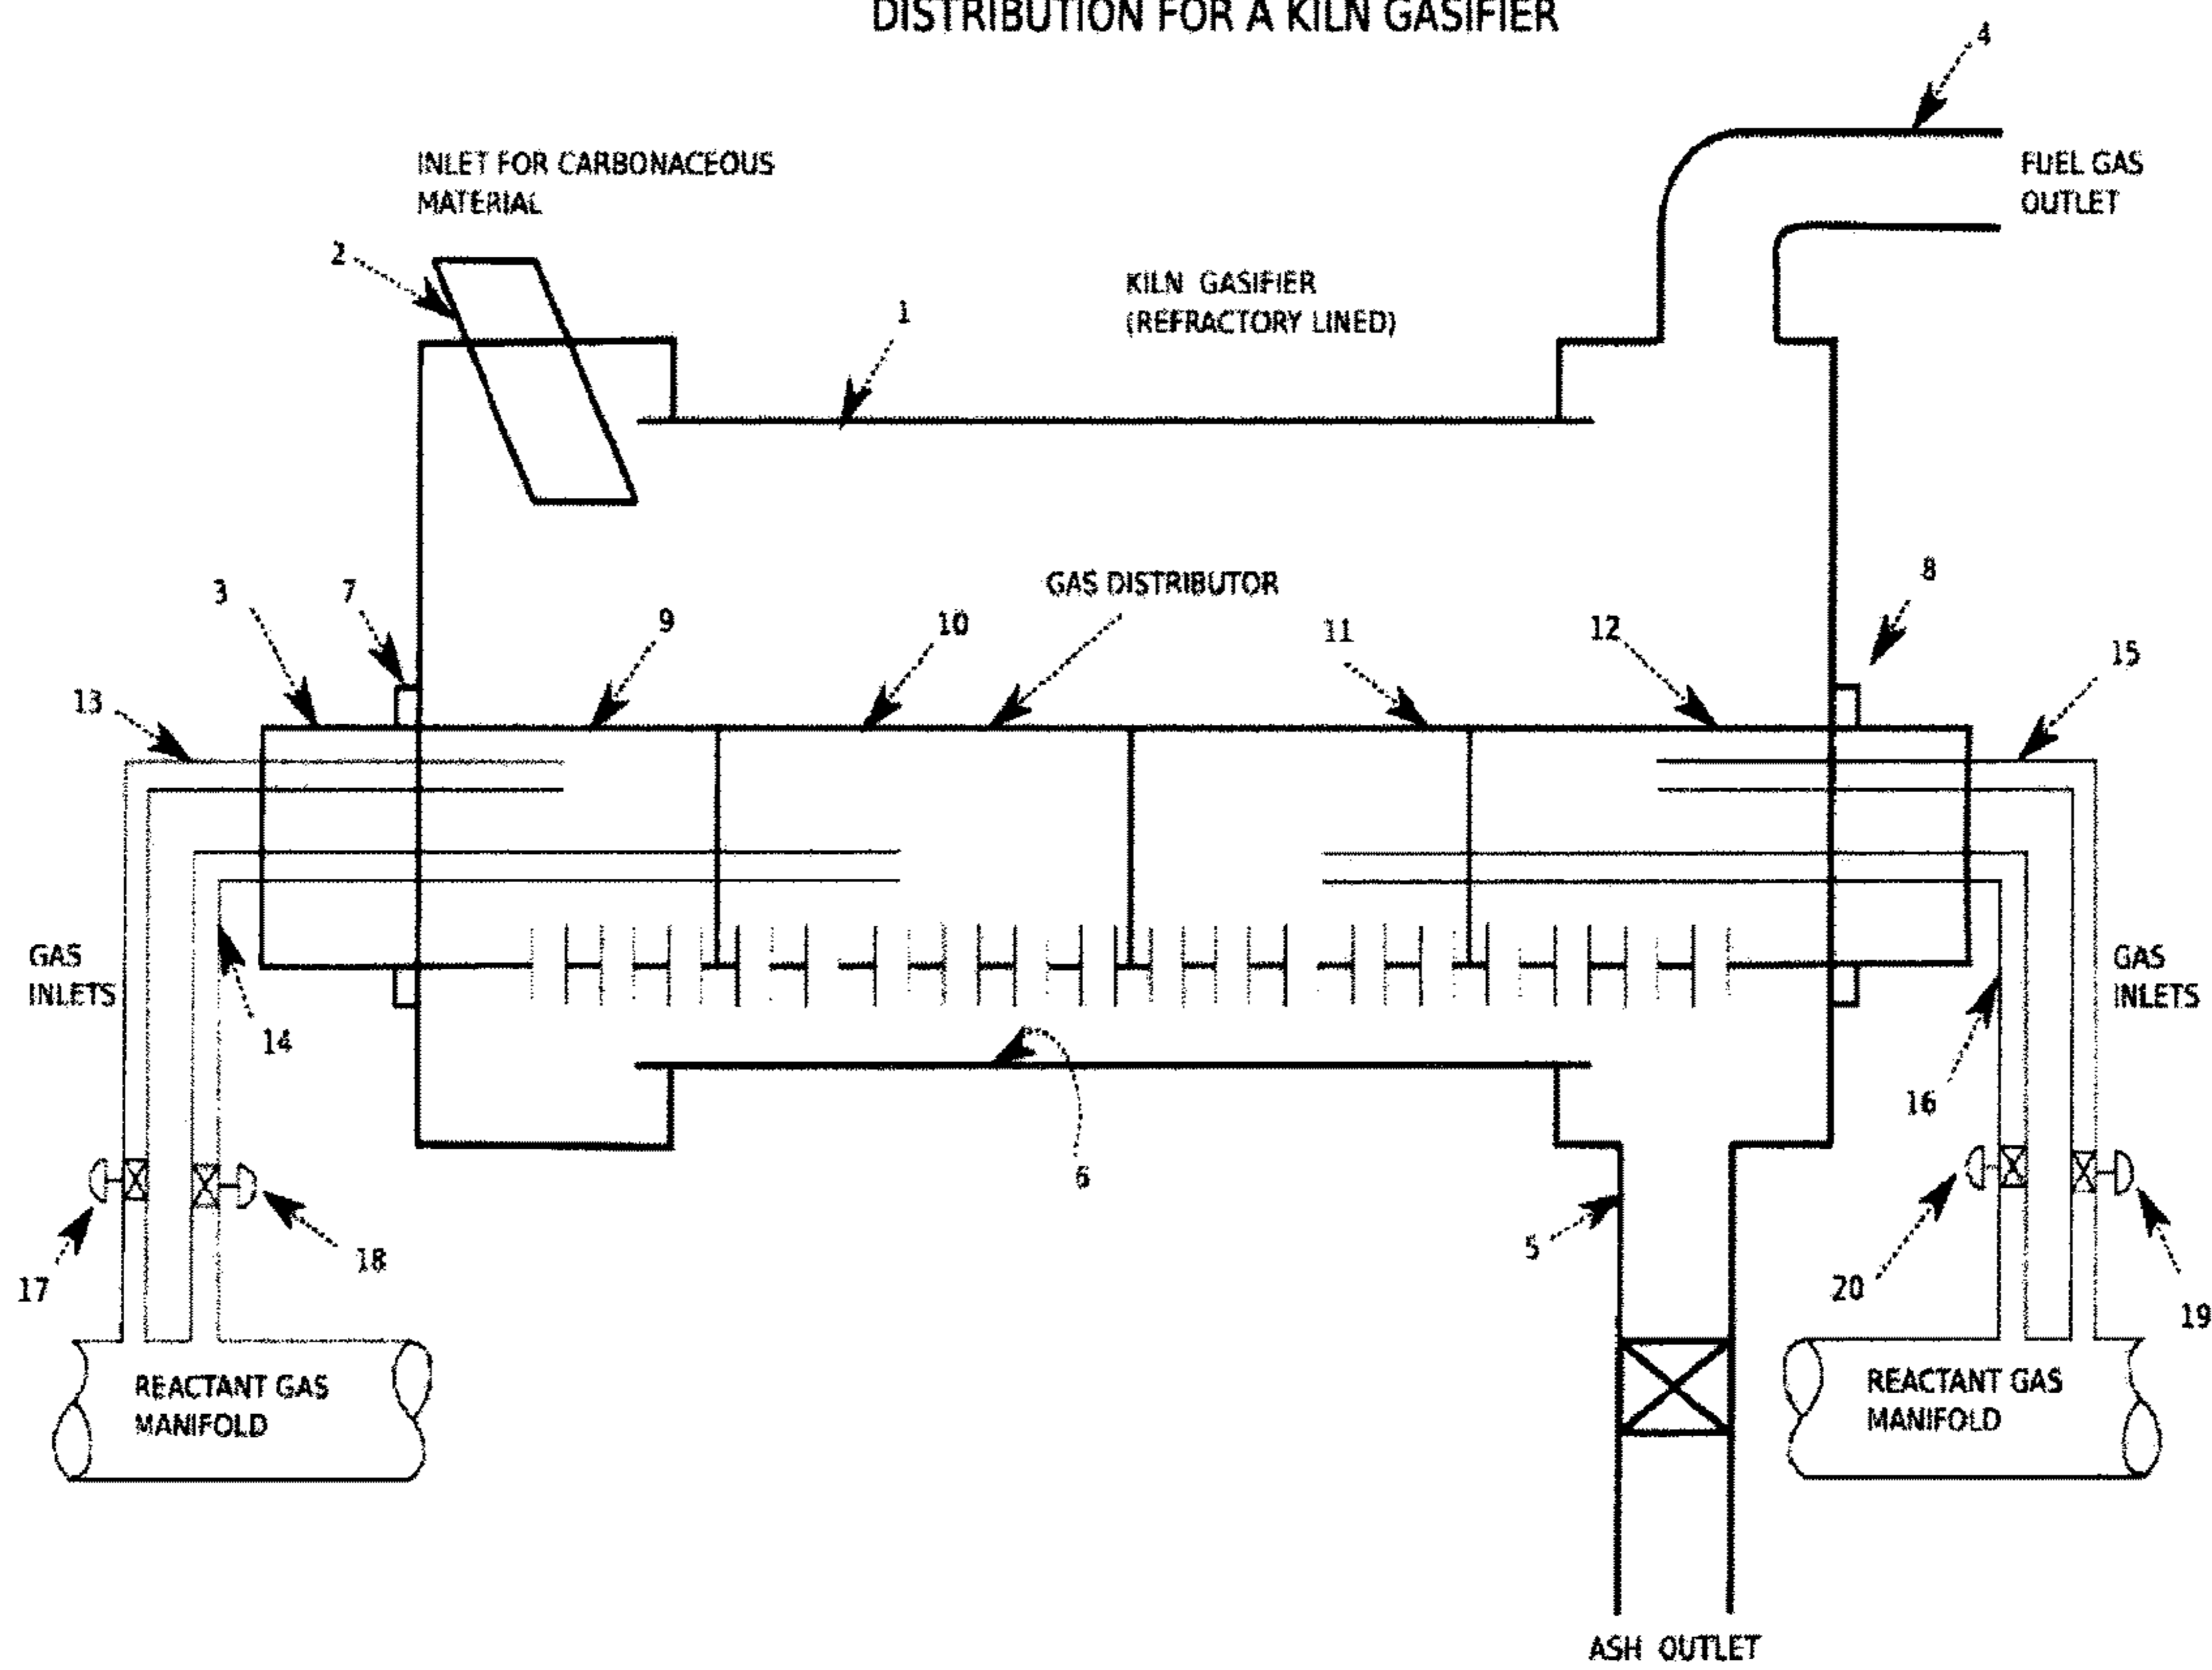 DISTRIBUTION FOR A KILN GASIFIER
4
INLET FOR CARBONACEOUS
MATERIAL
FUEL GAS
OUTLET
2
KILN GASIFIER
(REFRACTORY LINED)
1
3
7
9
10
GAS DISTRIBUTOR
11
12
8
13
15
GAS
INLETS
14
GAS
INLETS
16
6
17
18
5
20
19
REACTANT GAS
MANIFOLD
REACTANT GAS
MANIFOLD
ASH OUTLET